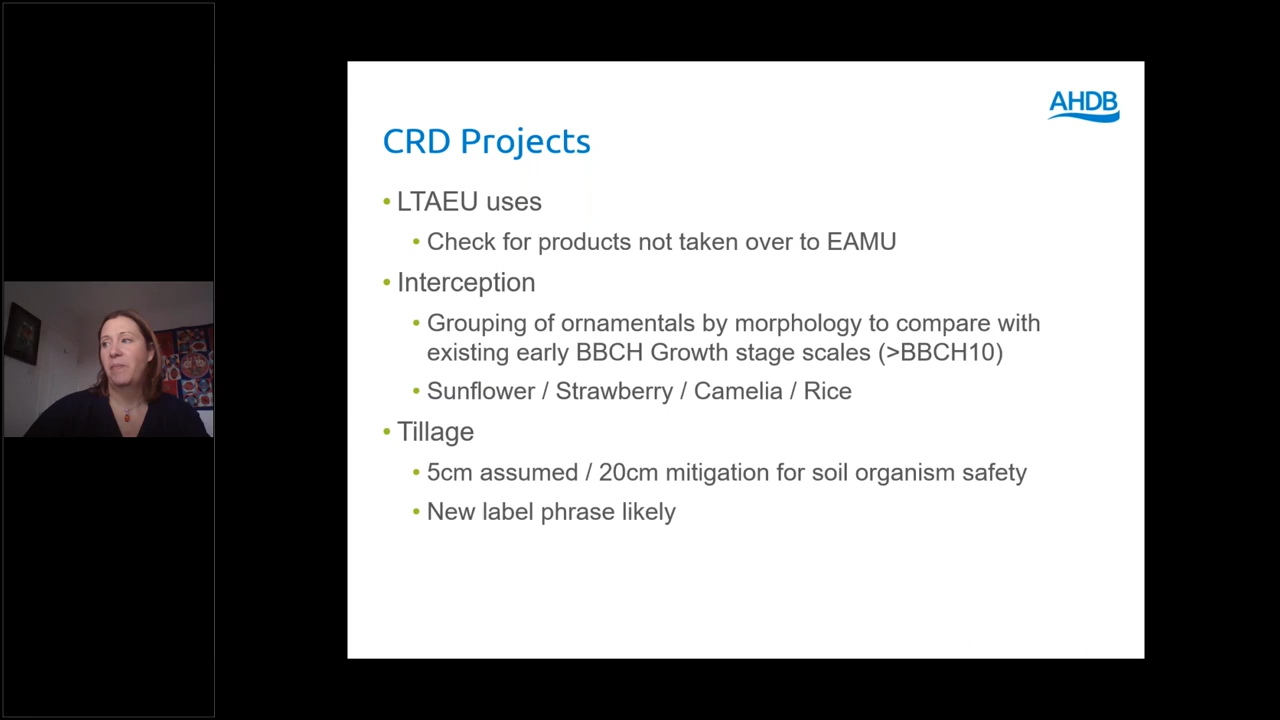 AHDB
CRD Projects
• LTAEU uses
• Check for products not taken over to EAMU
• Interception
• Grouping of ornamentals by morphology to compare with
existing early BBCH Growth stage scales (>BBCH10)
• Sunflower / Strawberry / Camelia / Rice
• Tillage
• 5cm assumed / 20cm mitigation for soil organism safety
• New label phrase likely